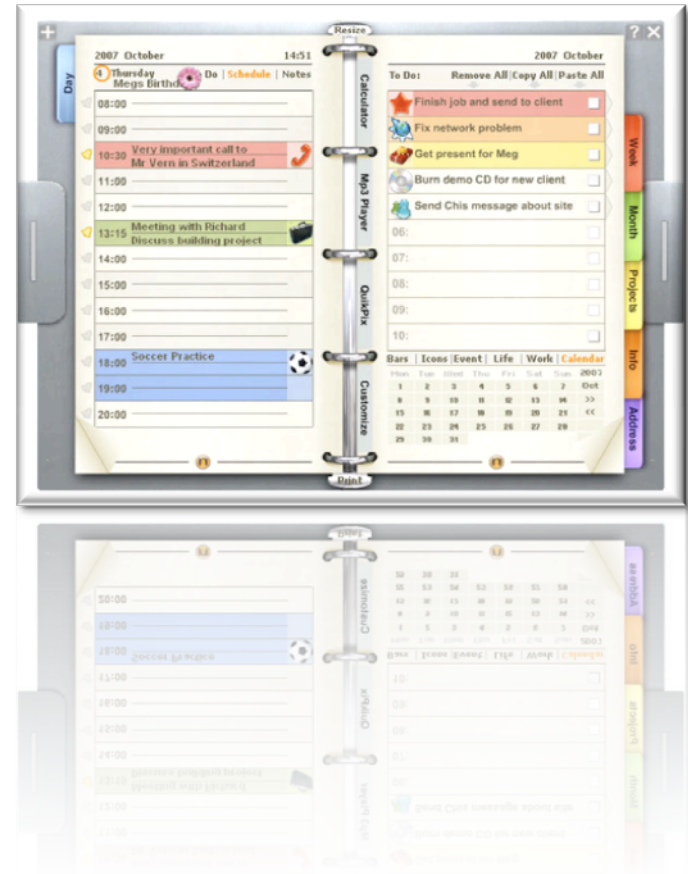 Resize
? X
Day
2007 October 14:51
4 Thursday Do | Schedule | Notes
Megs Birthd
08:00
09:00
10:30 Very important call to
Mr Vern in Switzerland
11:00
12:00
13:15 Meeting with Richard
Discuss building project
14:00
15:00
16:00
17:00
18:00 Soccer Practice
19:00
20:00
Calculator
Mp3 Player
QuikPix
Customize
Print
2007 October
To Do: Remove All | Copy All | Paste All
Finish job and send to client
Fix network problem
Get present for Meg
Burn demo CD for new client
Send Chis message about site
06:
07:
08:
09:
10:
Bars | Icons | Event | Life | Work | Calendar
Mon Tue Wed Thu Fri Sat Sun 2007
1 2 3 4 5 6 7 Oct
8 9 10 11 12 13 14 >>
15 16 17 18 19 20 21 <<
22 23 24 25 26 27 28
29 30 31
Week
Month
Projects
Info
Address